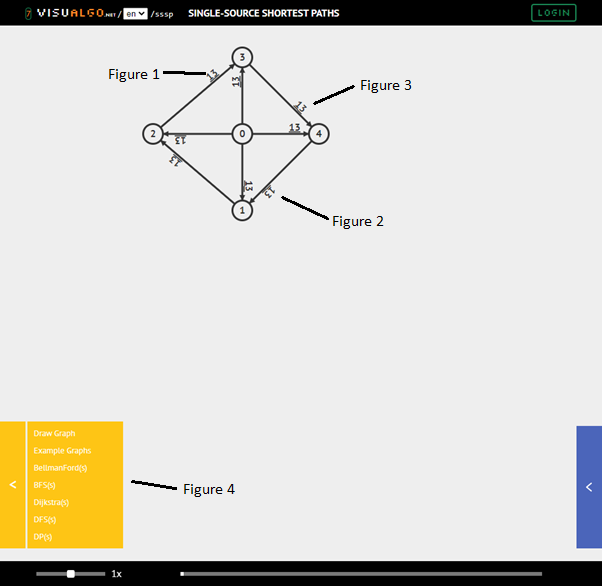 7 VISUALGO.NET / en /sssp SINGLE-SOURCE SHORTEST PATHS LOGIN
3
Figure 1
13
13
Figure 3
13
2
13
0
13
4
13
13
13
1
Figure 2
Draw Graph
Example Graphs
BellmanFord(s)
<
BFS(s)
Figure 4
<
Dijkstra(s)
DFS(s)
DP(s)
1x